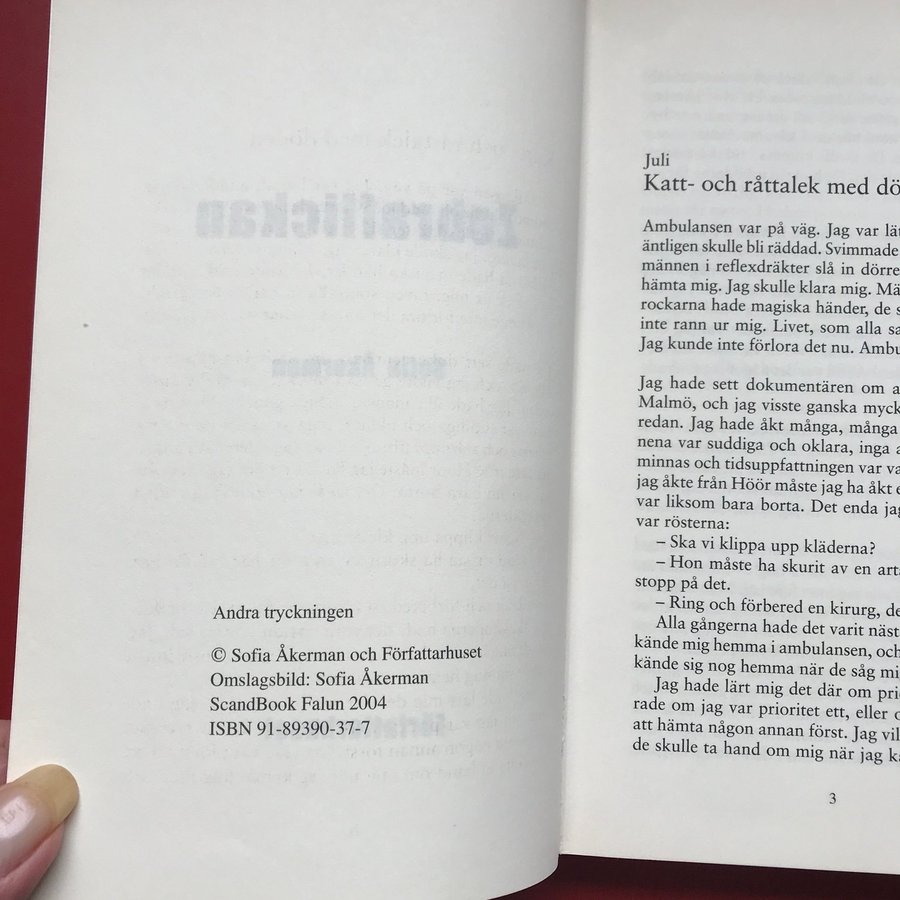 Andra tryckningen
© Sofia Åkerman och Författarhuset
Omslagsbild: Sofia Åkerman
ScandBook Falun 2004
ISBN 91-89390-37-7
Zebraflickan
Sofia Åkerman
Juli
Katt- och råttalek med dö
Ambulansen var på väg. Jag var lät
äntligen skulle bli räddad. Svimmade
männen i reflexdräkter slå in dörre
hämta mig. Jag skulle klara mig. Mä
rockarna hade magiska händer, de s
inte rann ur mig. Livet, som alla sa
Jag kunde inte förlora det nu. Ambu
Jag hade sett dokumentären om a
Malmö, och jag visste ganska myck
redan. Jag hade åkt många, många
nena var suddiga och oklara, inga a
minnas och tidsuppfattningen var va
jag åkte från Höör måste jag ha åkt e
var liksom bara borta. Det enda jag
var rösterna:
– Ska vi klippa upp kläderna?
– Hon måste ha skurit av en arta
stopp på det.
– Ring och förbered en kirurg, de
Alla gångerna hade det varit näst
kände mig hemma i ambulansen, och
kände sig nog hemma när de såg mi
Jag hade lärt mig det där om prio
rade om jag var prioritet ett, eller o
att hämta någon annan först. Jag vil
de skulle ta hand om mig när jag ka
3